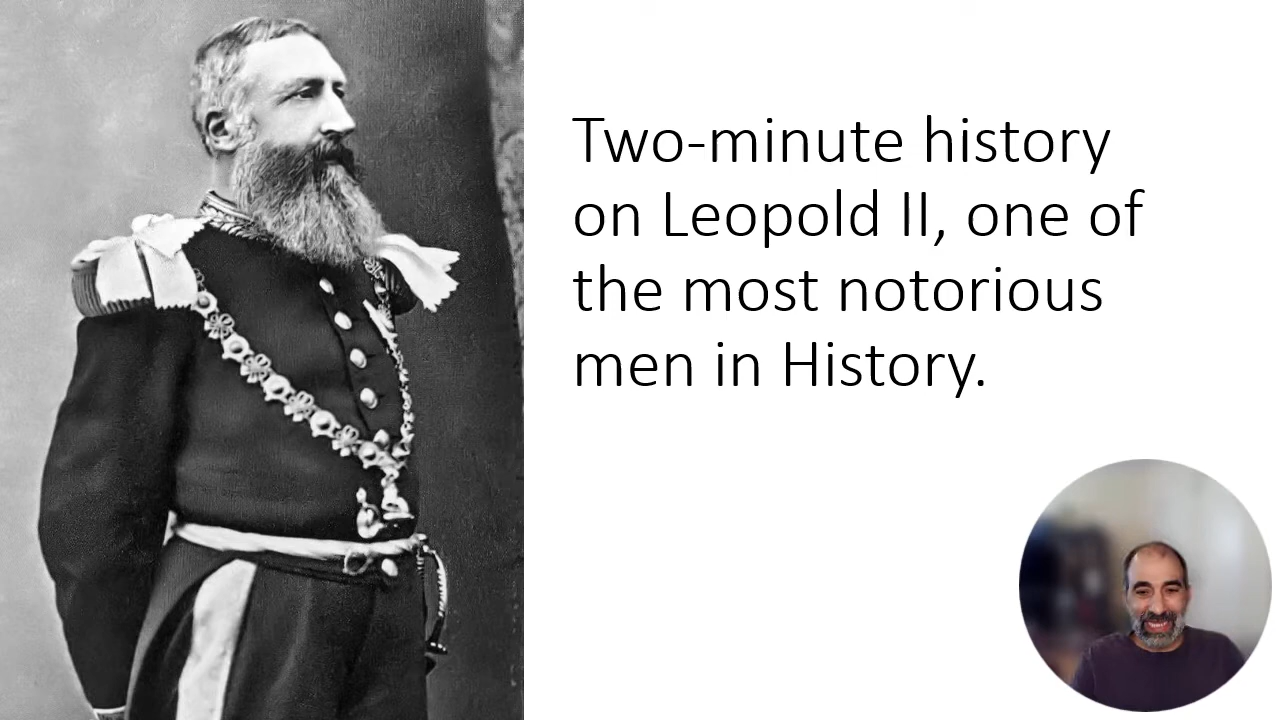 Two-minute history
on Leopold II, one of
the most notorious
men in History.